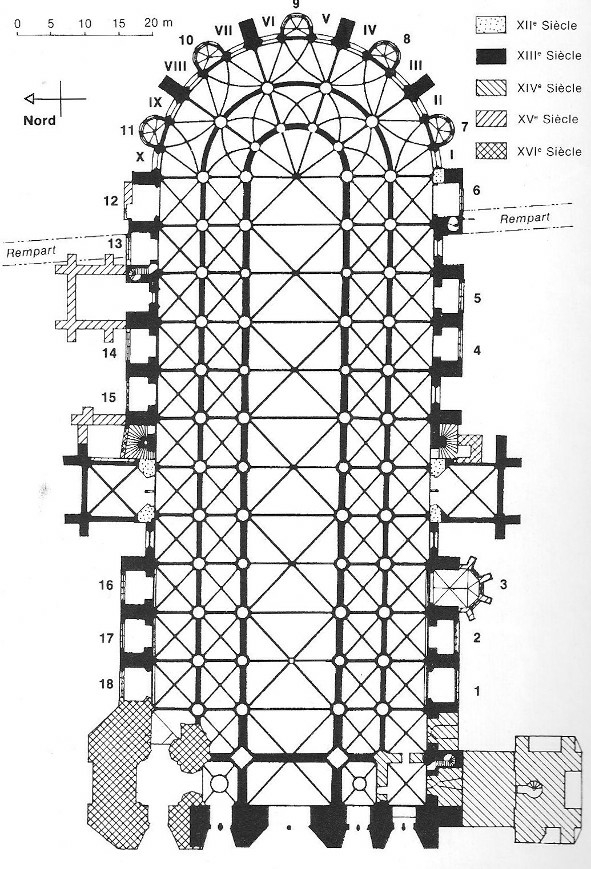 0 5 10 15 20 m
Nord
XIIe Siècle
XIIIe Siècle
XIVe Siècle
XVe Siècle
XVIe Siècle
9
VI V
VII IV
10 8
VIII III
IX II
11 7
X I
12 6
Rempart
13
Rempart
5
14 4
15
16 3
17 2
18 1